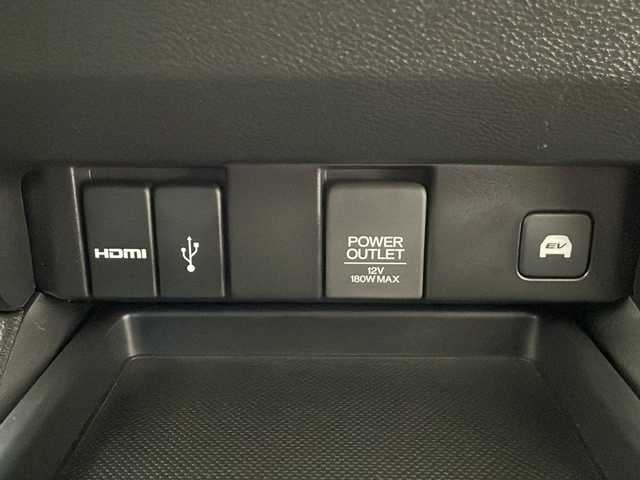 HDMI
POWER
OUTLET
12V
180W MAX
EV